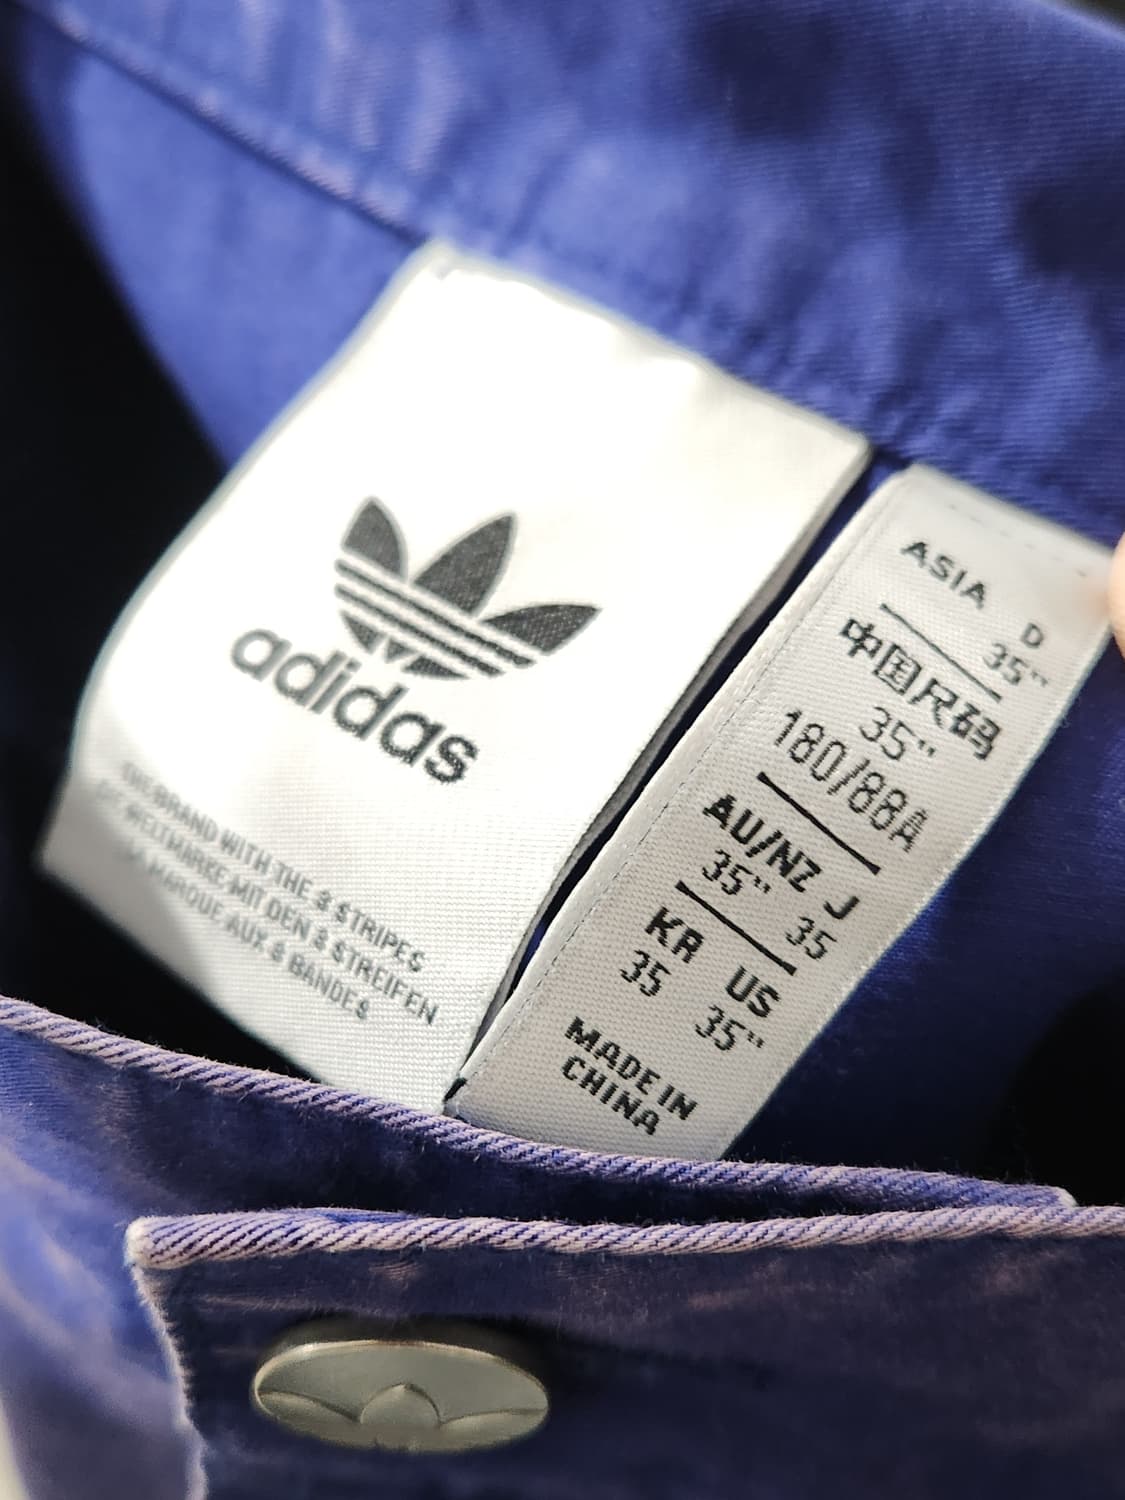 adidas
THE BRAND WITH THE 3 STRIPES
DIE WELTMARKE MIT DEN 3 STREIFEN
LA MARQUE AUX 3 BANDES
ASIA D
35"
中国尺码
35"
180/88A
AU/NZ J
35" 35
KR US
35 35"
MADE IN
CHINA